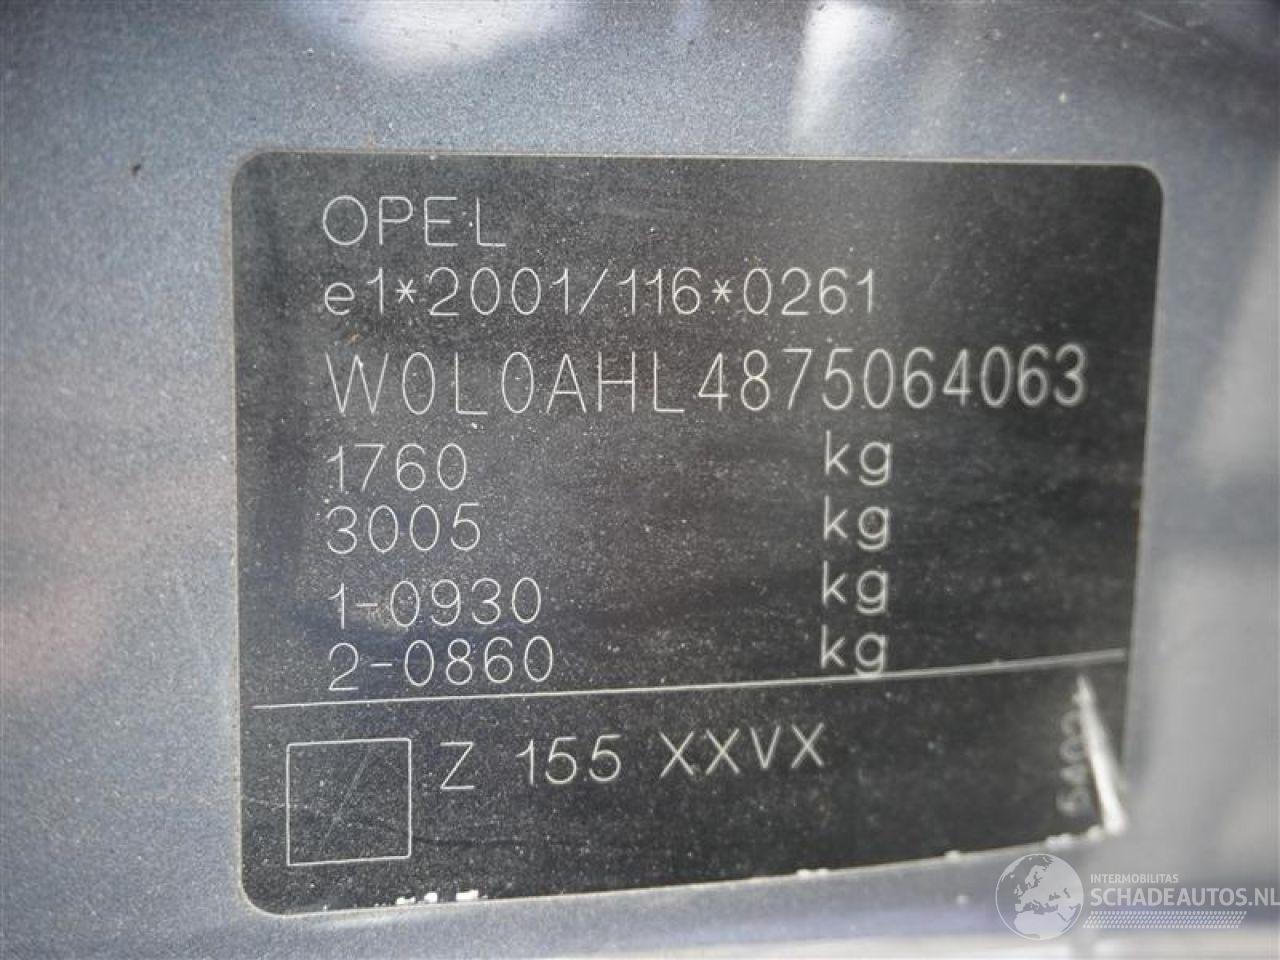 OPEL
e1*2001/116*0261
W0L0AHL4875064063
1760 kg
3005 kg
1-0930 kg
2-0860 kg
Z 155 XXVX
INTERMOBILITAS
SCHADEAUTOS.NL